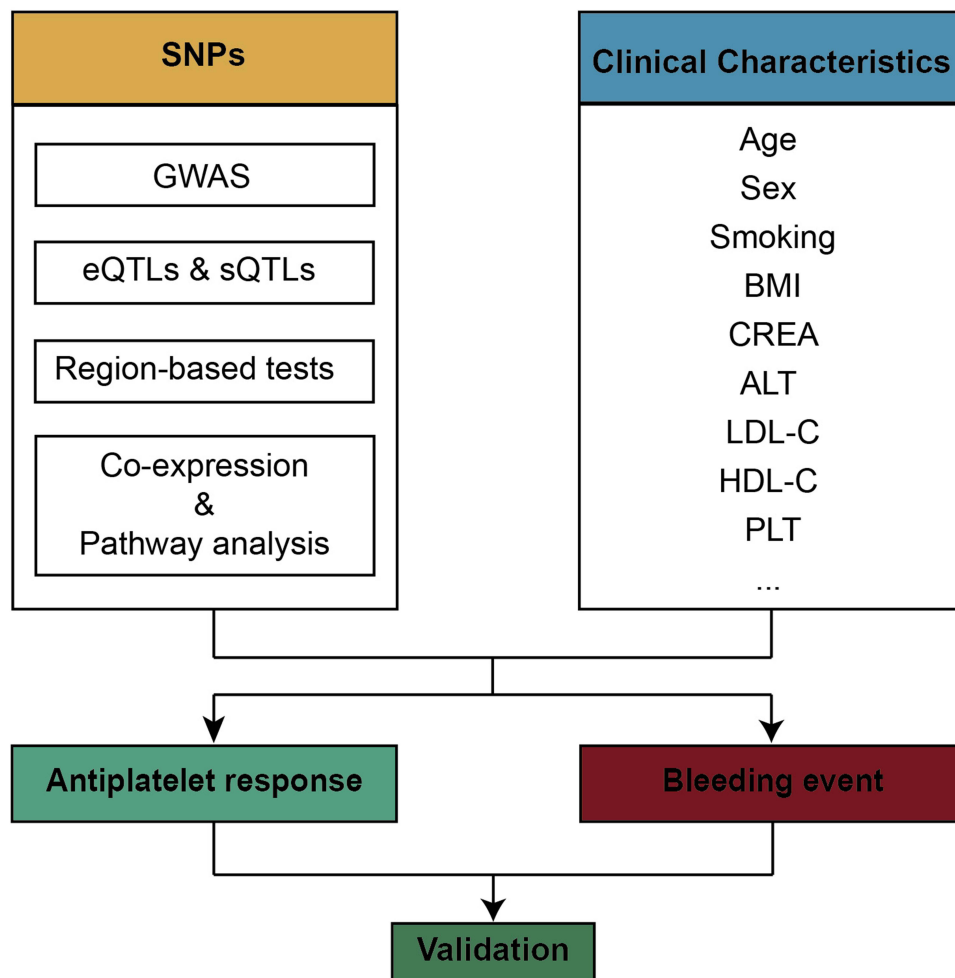 SNPs
GWAS
eQTLs & sQTLs
Region-based tests
Co-expression
&
Pathway analysis
Clinical Characteristics
Age
Sex
Smoking
BMI
CREA
ALT
LDL-C
HDL-C
PLT
...
Antiplatelet response
Bleeding event
Validation